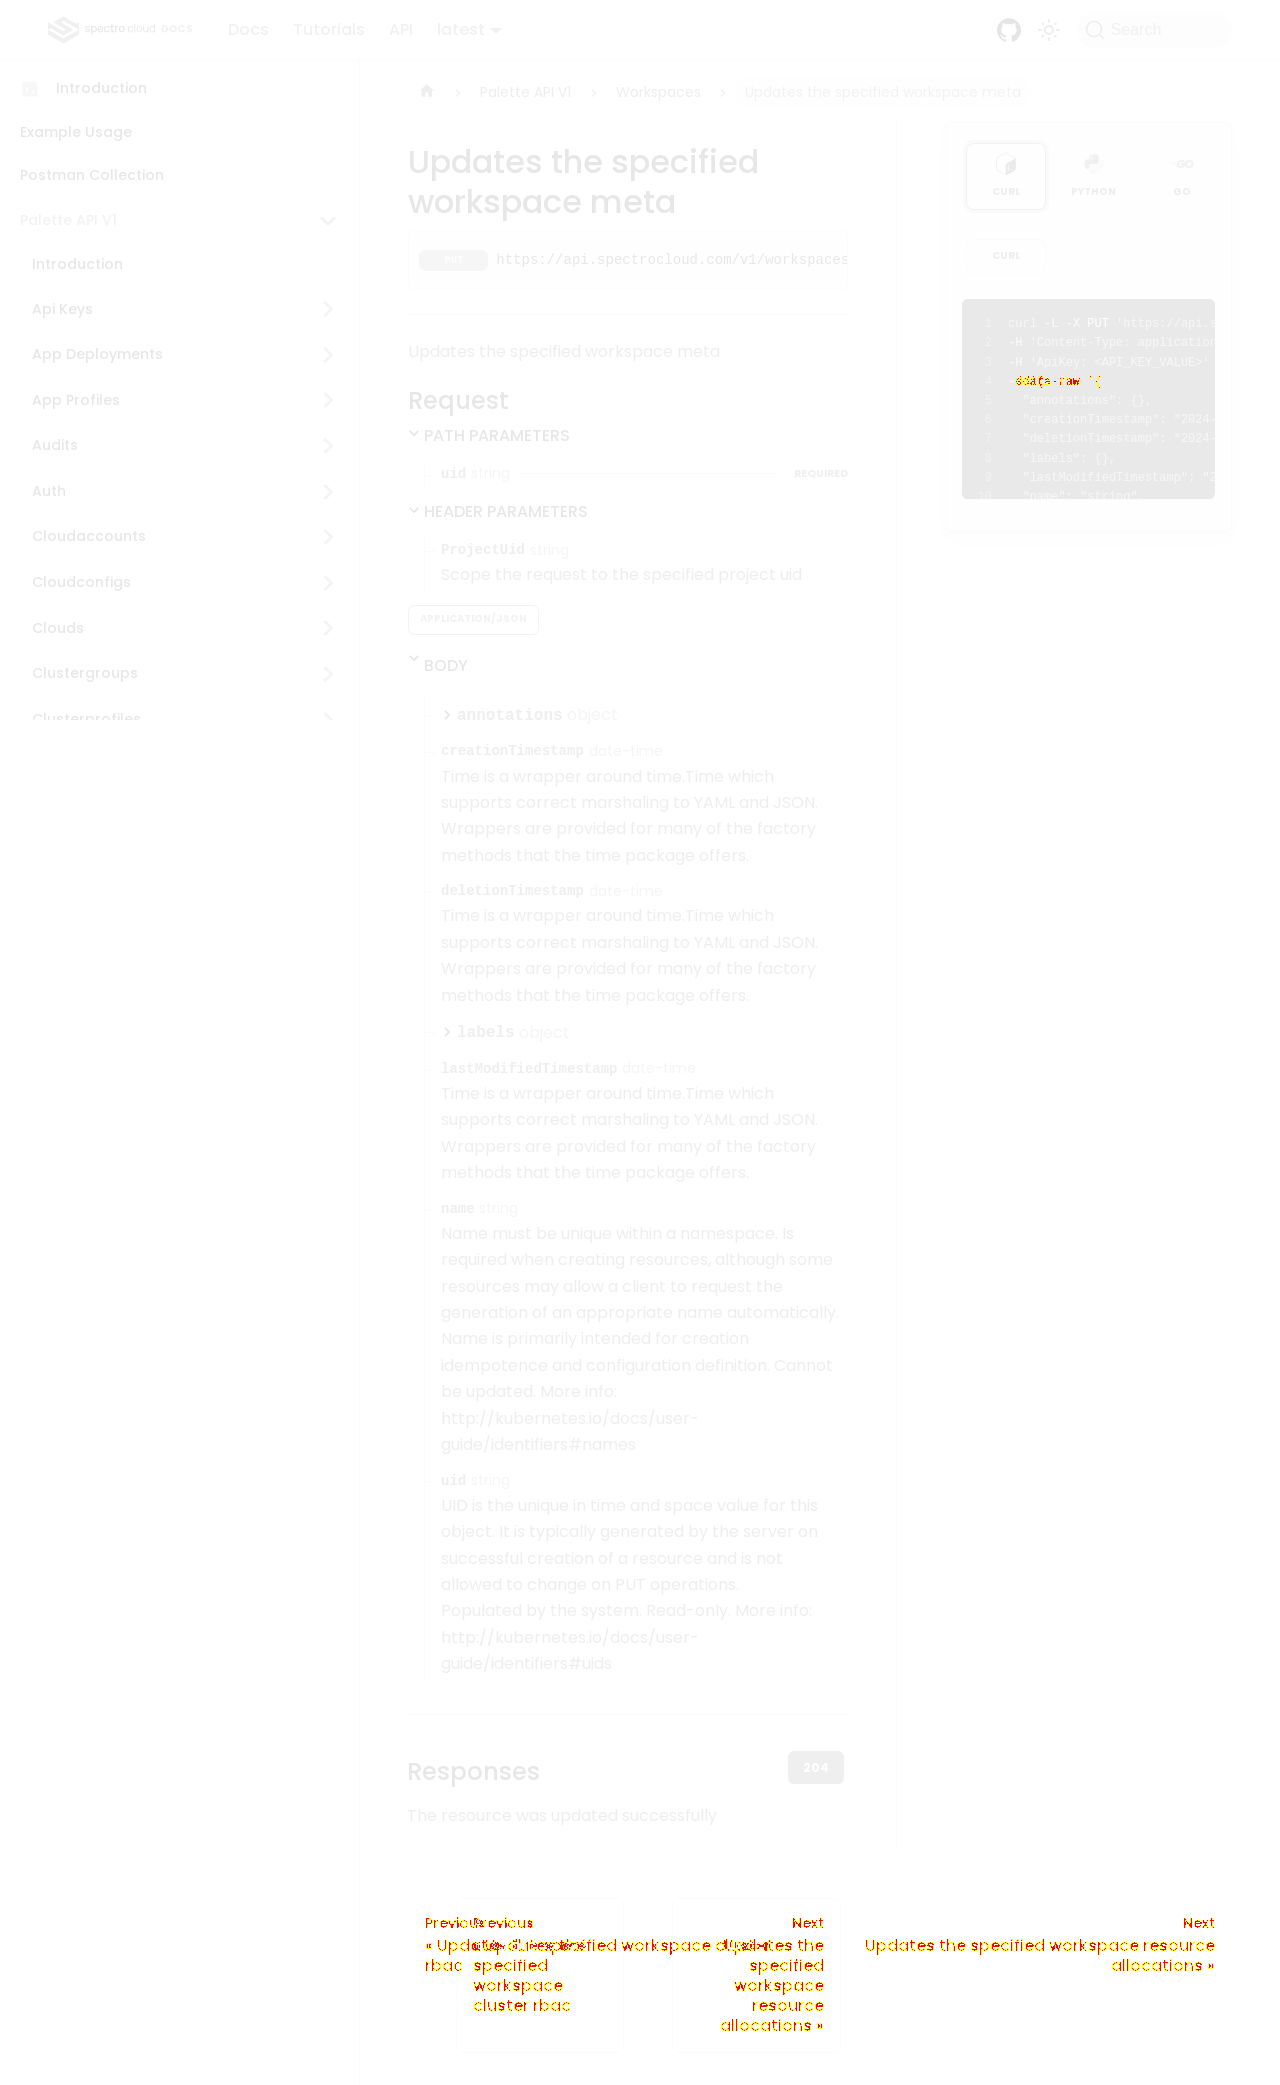 spectro cloud DOCS
Docs
Tutorials
API
latest
Search
Introduction
Example Usage
Postman Collection
Palette API V1
Introduction
Api Keys
App Deployments
App Profiles
Audits
Auth
Cloudaccounts
Cloudconfigs
Clouds
Clustergroups
Clusterprofiles
Palette API V1
Workspaces
Updates the specified workspace meta
Updates the specified
workspace meta
PUT https://api.spectrocloud.com/v1/workspaces
Updates the specified workspace meta
Request
PATH PARAMETERS
uid string REQUIRED
HEADER PARAMETERS
ProjectUid string
Scope the request to the specified project uid
APPLICATION/JSON
BODY
annotations object
creationTimestamp date-time
Time is a wrapper around time.Time which
supports correct marshaling to YAML and JSON.
Wrappers are provided for many of the factory
methods that the time package offers.
deletionTimestamp date-time
Time is a wrapper around time.Time which
supports correct marshaling to YAML and JSON.
Wrappers are provided for many of the factory
methods that the time package offers.
labels object
lastModifiedTimestamp date-time
Time is a wrapper around time.Time which
supports correct marshaling to YAML and JSON.
Wrappers are provided for many of the factory
methods that the time package offers.
name string
Name must be unique within a namespace. Is
required when creating resources, although some
resources may allow a client to request the
generation of an appropriate name automatically.
Name is primarily intended for creation
idempotence and configuration definition. Cannot
be updated. More info:
http://kubernetes.io/docs/user-
guide/identifiers#names
uid string
UID is the unique in time and space value for this
object. It is typically generated by the server on
successful creation of a resource and is not
allowed to change on PUT operations.
Populated by the system. Read-only. More info:
http://kubernetes.io/docs/user-
guide/identifiers#uids
Responses
204
The resource was updated successfully
CURL
PYTHON
GO
CURL
1 curl -L -X PUT 'https://api.s
2 -H 'Content-Type: application
3 -H 'ApiKey: <API_KEY_VALUE>'
4 data-raw '{
5 "annotations": {},
6 "creationTimestamp": "2024-
7 "deletionTimestamp": "2024-
8 "labels": {},
9 "lastModifiedTimestamp": "2
10 "name": "string"
Previous
rbac
Previous
specified
workspace
cluster rbac
Next
Updates the
specified
workspace
resource
allocations »
Next
Updates the specified workspace resource
allocations »